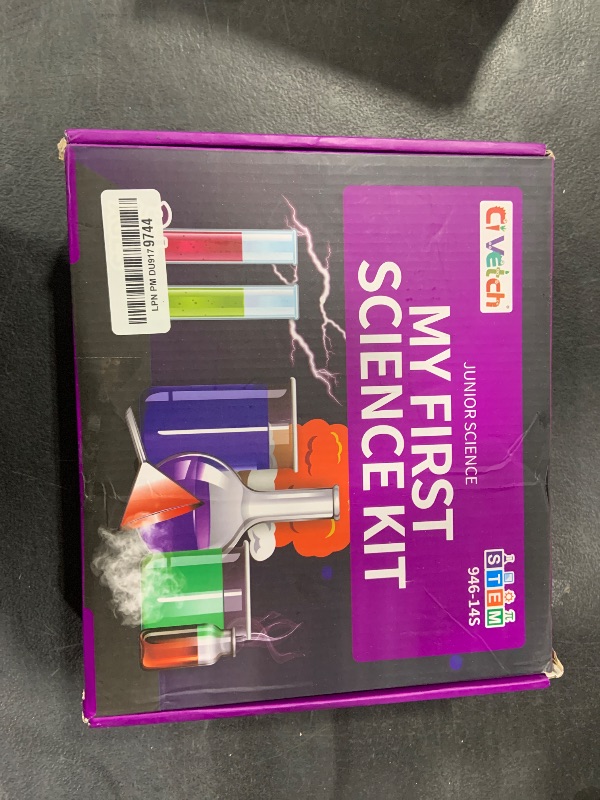 Civetch
JUNIOR SCIENCE
MY FIRST
SCIENCE KIT
STEM
946-14S
LPN PM DU917 9744